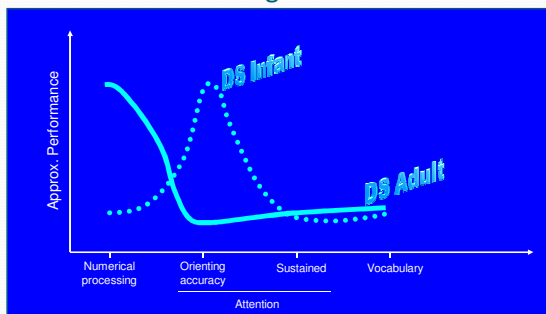 DS Infant
Approx. Performance
DS Adult
Numerical
processing
Orienting
accuracy
Sustained
Vocabulary
Attention